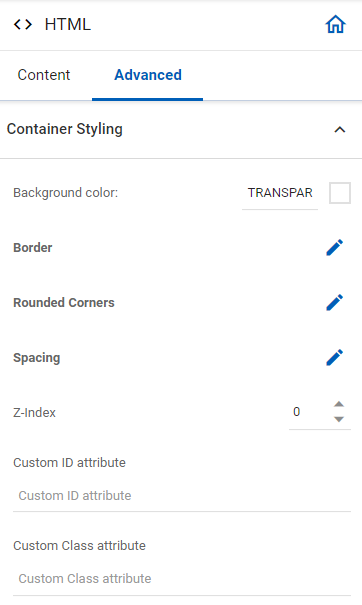 <> HTML
Content Advanced
Container Styling
Background color: TRANSPAR
Border
Rounded Corners
Spacing
Z-Index 0
Custom ID attribute
Custom ID attribute
Custom Class attribute
Custom Class attribute